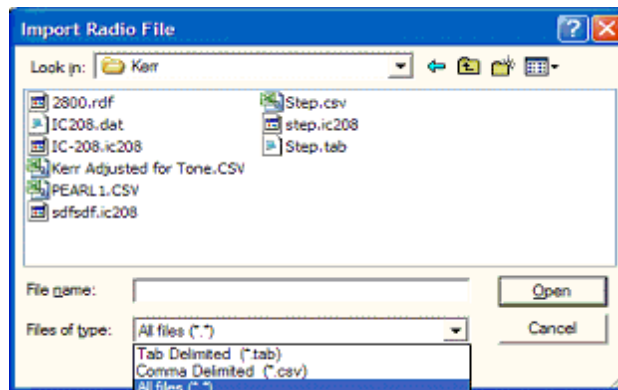 Import Radio File
Look in: Kerr
2800.rdf
IC208.dat
IC-208.ic208
Kerr Adjusted for Tone.CSV
PEARL1.CSV
sdfsdf.ic208
Step.csv
step.ic208
Step.tab
File name:
Open
Files of type: All files (*.*)
Cancel
Tab Delimited (*.tab)
Comma Delimited (*.csv)
All files (*.*)